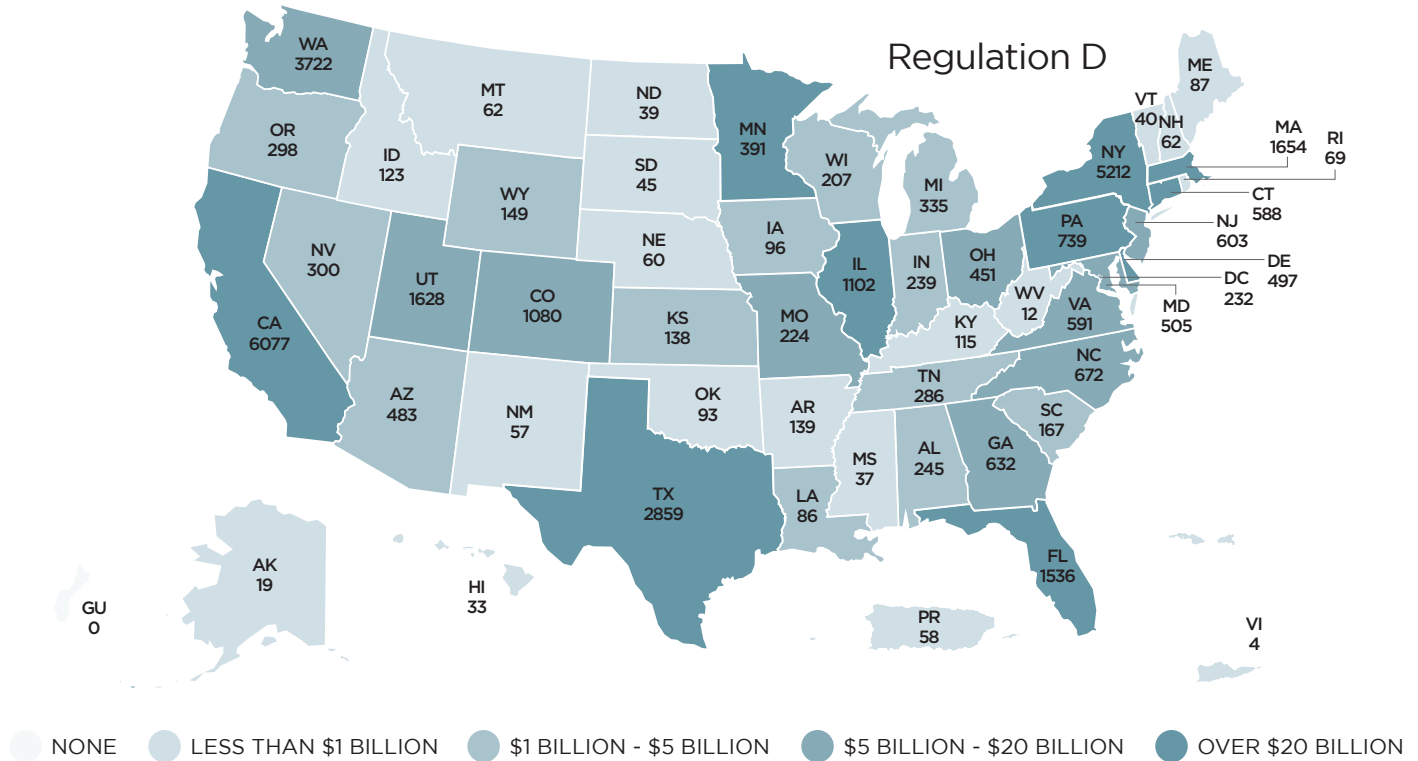 Regulation D
WA
3722
OR
298
CA
6077
ID
123
NV
300
MT
62
WY
149
UT
1628
AZ
483
CO
1080
NM
57
ND
39
SD
45
NE
60
KS
138
OK
93
TX
2859
MN
391
IA
96
MO
224
AR
139
LA
86
WI
207
IL
1102
MI
335
IN
239
OH
451
KY
115
TN
286
MS
37
AL
245
GA
632
FL
1536
SC
167
NC
672
VA
591
WV
12
PA
739
NY
5212
VT
40
NH
62
ME
87
MA
1654
RI
69
CT
588
NJ
603
DE
497
DC
232
MD
505
AK
19
HI
33
GU
0
PR
58
VI
4
NONE
LESS THAN $1 BILLION
$1 BILLION - $5 BILLION
$5 BILLION - $20 BILLION
OVER $20 BILLION